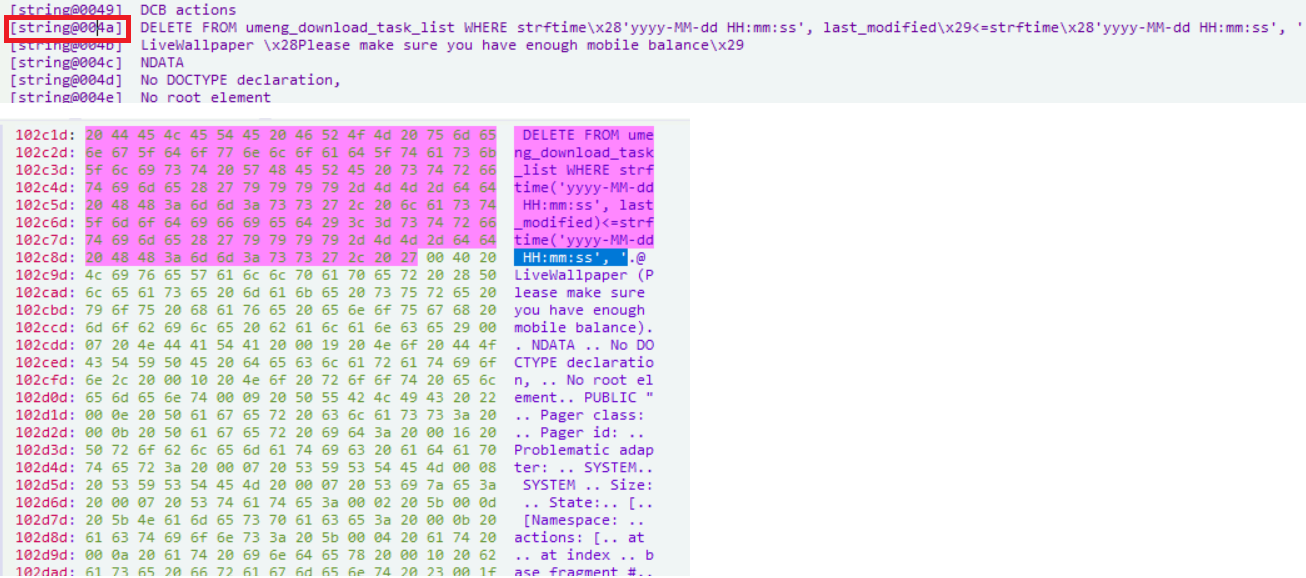 [string@0049]  DCB actions
[string@004a]  DELETE FROM umeng_download_task_list WHERE strftime\x28'yyyy-MM-dd HH:mm:ss', last_modified\x29<=strftime\x28'yyyy-MM-dd HH:mm:ss', '
[string@004b]  LiveWallpaper \x28Please make sure you have enough mobile balance\x29
[string@004c]  NDATA
[string@004d]  No DOCTYPE declaration,
[string@004e]  No root element
102c1d: 20 44 45 4c 45 54 45 20 46 52 4f 4d 20 75 6d 65  DELETE FROM ume
102c2d: 6e 67 5f 64 6f 77 6e 6c 6f 61 64 5f 74 61 73 6b ng_download_task
102c3d: 5f 6c 69 73 74 20 57 48 45 52 45 20 73 74 72 66 _list WHERE strf
102c4d: 74 69 6d 65 28 27 79 79 79 79 2d 4d 4d 2d 64 64 time('yyyy-MM-dd
102c5d: 20 48 48 3a 6d 6d 3a 73 73 27 2c 20 6c 61 73 74  HH:mm:ss', last
102c6d: 5f 6d 6f 64 69 66 69 65 64 29 3c 3d 73 74 72 66 _modified)<=strf
102c7d: 74 69 6d 65 28 27 79 79 79 79 2d 4d 4d 2d 64 64 time('yyyy-MM-dd
102c8d: 20 48 48 3a 6d 6d 3a 73 73 27 2c 20 27 00 40 20  HH:mm:ss', '.@
102c9d: 4c 69 76 65 57 61 6c 6c 70 61 70 65 72 20 28 50 LiveWallpaper (P
102cad: 6c 65 61 73 65 20 6d 61 6b 65 20 73 75 72 65 20 lease make sure
102cbd: 79 6f 75 20 68 61 76 65 20 65 6e 6f 75 67 68 20 you have enough
102ccd: 6d 6f 62 69 6c 65 20 62 61 6c 61 6e 63 65 29 00 mobile balance).
102cdd: 07 20 4e 44 41 54 41 20 00 19 20 4e 6f 20 44 4f . NDATA .. No DO
102ced: 43 54 59 50 45 20 64 65 63 6c 61 72 61 74 69 6f CTYPE declaratio
102cfd: 6e 2c 20 00 10 20 4e 6f 20 72 6f 6f 74 20 65 6c n, .. No root el
102d0d: 65 6d 65 6e 74 00 09 20 50 55 42 4c 49 43 20 22 ement.. PUBLIC "
102d1d: 00 0e 20 50 61 67 65 72 20 63 6c 61 73 73 3a 20 .. Pager class:
102d2d: 00 0b 20 50 61 67 65 72 20 69 64 3a 20 00 16 20 .. Pager id: ..
102d3d: 50 72 6f 62 6c 65 6d 61 74 69 63 20 61 64 61 70 Problematic adap
102d4d: 74 65 72 3a 20 00 07 20 53 59 53 54 45 4d 00 08 ter: .. SYSTEM..
102d5d: 20 53 59 53 54 45 4d 20 00 07 20 53 69 7a 65 3a  SYSTEM .. Size:
102d6d: 20 00 07 20 53 74 61 74 65 3a 00 02 20 5b 00 0d  .. State:.. [..
102d7d: 20 5b 4e 61 6d 65 73 70 61 63 65 3a 20 00 0b 20  [Namespace: ..
102d8d: 61 63 74 69 6f 6e 73 3a 20 5b 00 04 20 61 74 20 actions: [.. at
102d9d: 00 0a 20 61 74 20 69 6e 64 65 78 20 00 10 20 62 .. at index .. b
102dad: 61 73 65 20 66 72 61 67 6d 65 6e 74 20 23 00 1f ase fragment #..